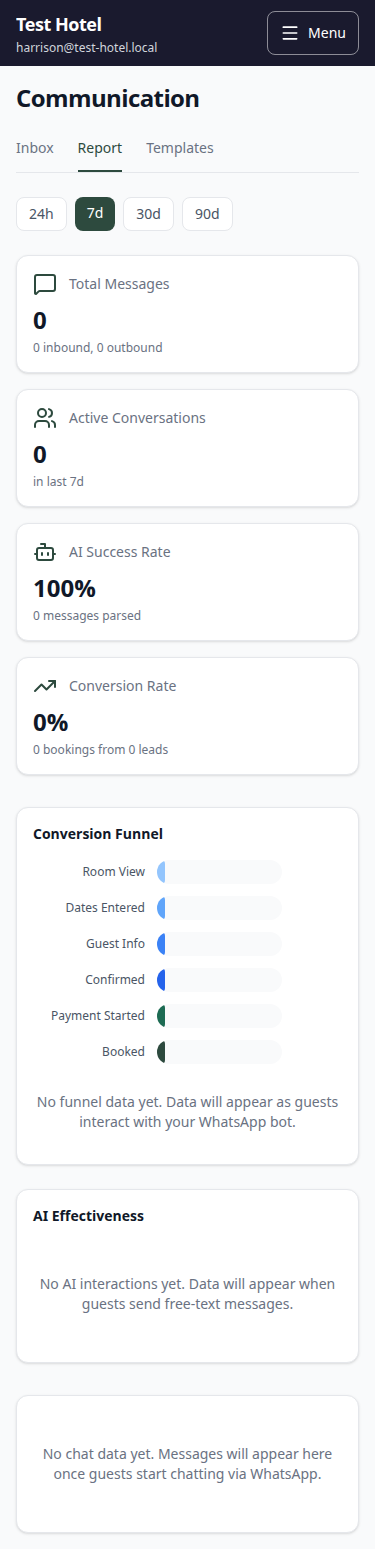 Test Hotel
harrison@test-hotel.local
Menu
Communication
Inbox Report Templates
24h 7d 30d 90d
Total Messages
0
0 inbound, 0 outbound
Active Conversations
0
in last 7d
AI Success Rate
100%
0 messages parsed
Conversion Rate
0%
0 bookings from 0 leads
Conversion Funnel
Room View
Dates Entered
Guest Info
Confirmed
Payment Started
Booked
No funnel data yet. Data will appear as guests
interact with your WhatsApp bot.
AI Effectiveness
No AI interactions yet. Data will appear when
guests send free-text messages.
No chat data yet. Messages will appear here
once guests start chatting via WhatsApp.